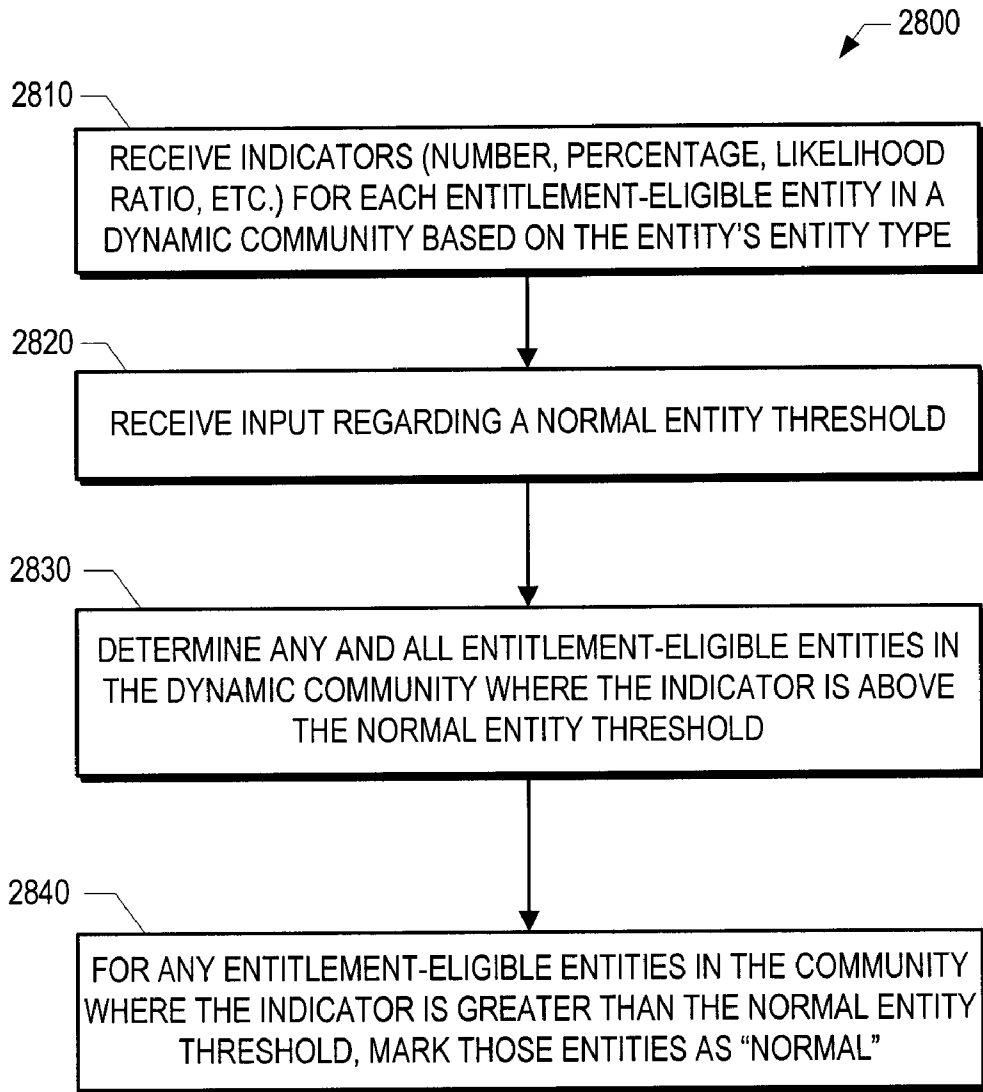 2800
2810
RECEIVE INDICATORS (NUMBER, PERCENTAGE, LIKELIHOOD
RATIO, ETC.) FOR EACH ENTITLEMENT-ELIGIBLE ENTITY IN A
DYNAMIC COMMUNITY BASED ON THE ENTITY'S ENTITY TYPE
2820
RECEIVE INPUT REGARDING A NORMAL ENTITY THRESHOLD
2830
DETERMINE ANY AND ALL ENTITLEMENT-ELIGIBLE ENTITIES IN
THE DYNAMIC COMMUNITY WHERE THE INDICATOR IS ABOVE
THE NORMAL ENTITY THRESHOLD
2840
FOR ANY ENTITLEMENT-ELIGIBLE ENTITIES IN THE COMMUNITY
WHERE THE INDICATOR IS GREATER THAN THE NORMAL ENTITY
THRESHOLD, MARK THOSE ENTITIES AS “NORMAL”